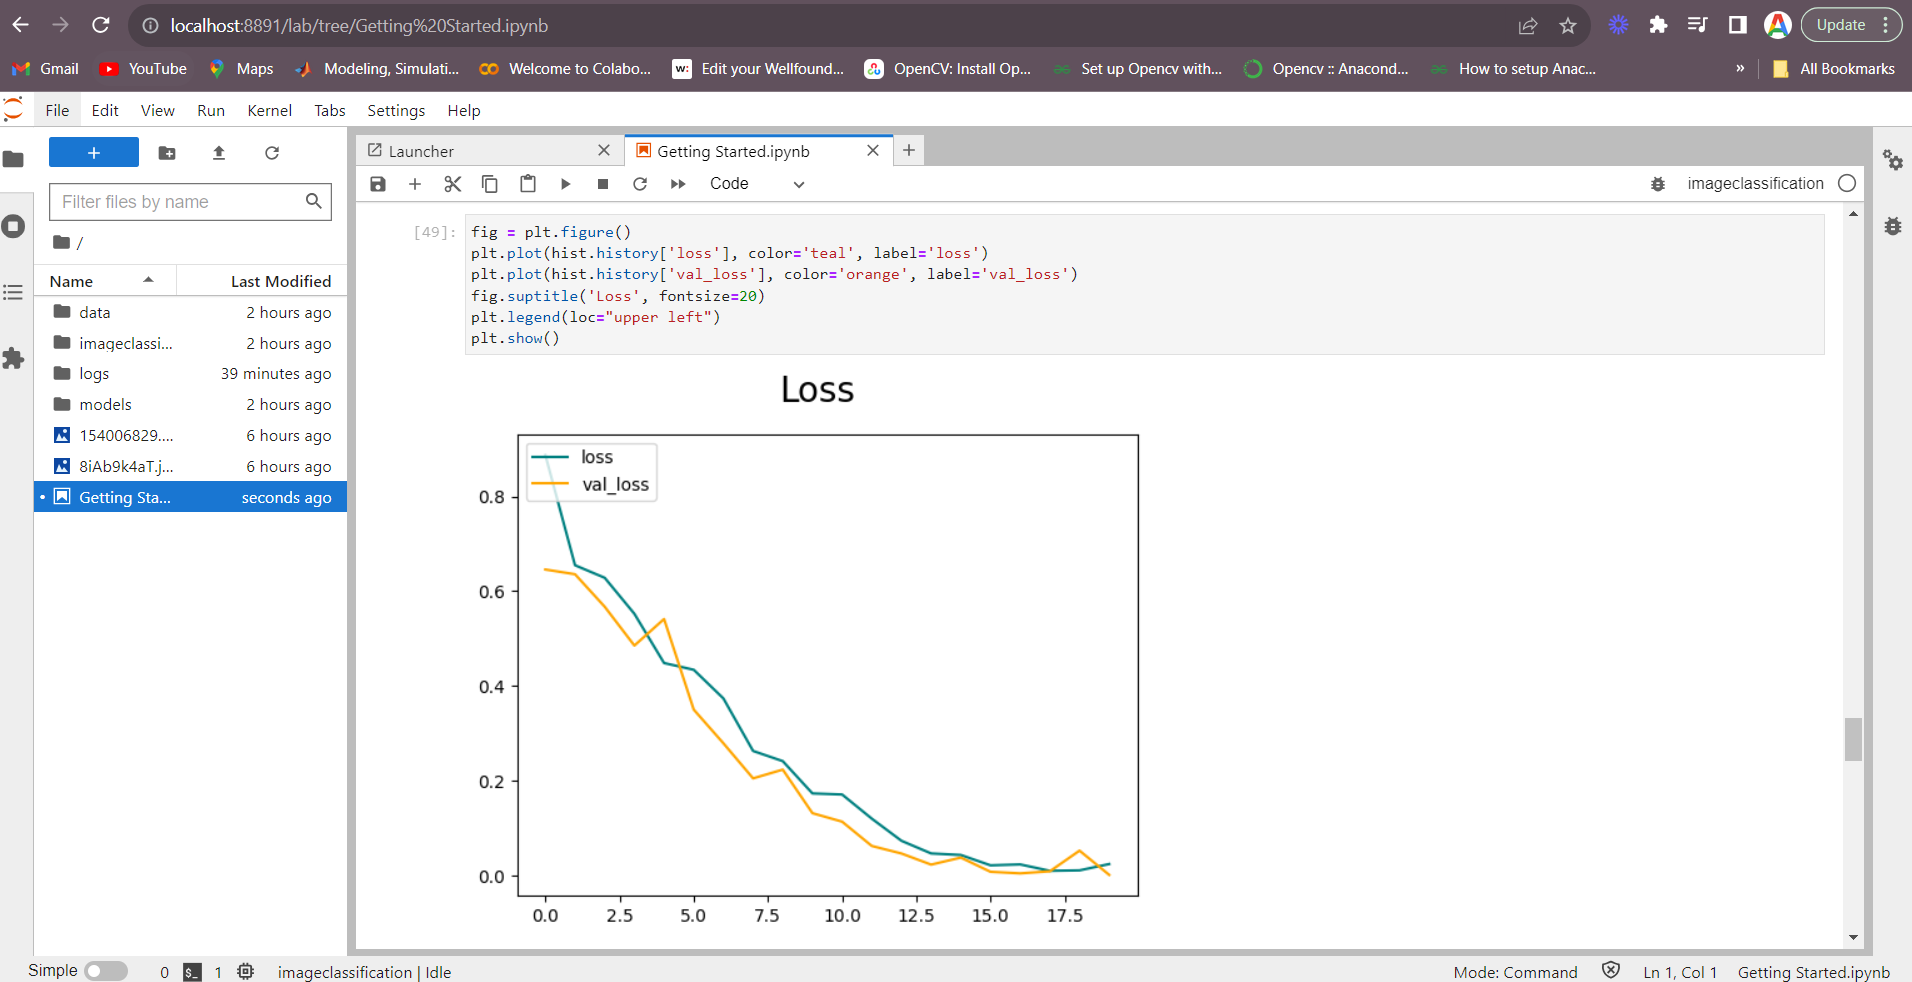 localhost:8891/lab/tree/Getting%20Started.ipynb
Update
Gmail YouTube Maps Modeling, Simulati... Welcome to Colabo... w: Edit your Wellfound... OpenCV: Install Op... Set up Opencv with... Opencv :: Anacond... How to setup Anac... » All Bookmarks
File Edit View Run Kernel Tabs Settings Help
+
Filter files by name
/
Name Last Modified
data 2 hours ago
imageclassi... 2 hours ago
logs 39 minutes ago
models 2 hours ago
154006829.... 6 hours ago
8iAb9k4aT.j... 6 hours ago
• Getting Sta... seconds ago
Launcher Getting Started.ipynb
Code imageclassification
[49]: fig = plt.figure()
plt.plot(hist.history['loss'], color='teal', label='loss')
plt.plot(hist.history['val_loss'], color='orange', label='val_loss')
fig.suptitle('Loss', fontsize=20)
plt.legend(loc="upper left")
plt.show()
Loss
loss
val_loss
0.8
0.6
0.4
0.2
0.0
0.0 2.5 5.0 7.5 10.0 12.5 15.0 17.5
Simple 0 $_ 1 imageclassification | Idle Mode: Command Ln 1, Col 1 Getting Started.ipynb